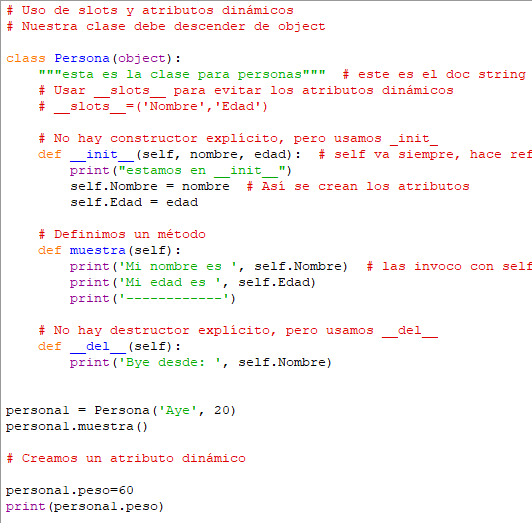 # Uso de slots y atributos dinámicos
# Nuestra clase debe descender de object
class Persona(object):
"""esta es la clase para personas"""  # este es el doc string
# Usar __slots__ para evitar los atributos dinámicos
# __slots__=('Nombre','Edad')
# No hay constructor explícito, pero usamos _init_
def __init__(self, nombre, edad):  # self va siempre, hace ref
print("estamos en __init__")
self.Nombre = nombre  # Así se crean los atributos
self.Edad = edad
# Definimos un método
def muestra(self):
print('Mi nombre es ', self.Nombre)  # las invoco con self
print('Mi edad es ', self.Edad)
print('------------')
# No hay destructor explícito, pero usamos __del__
def __del__(self):
print('Bye desde: ', self.Nombre)
persona1 = Persona('Aye', 20)
persona1.muestra()
# Creamos un atributo dinámico
persona1.peso=60
print(persona1.peso)